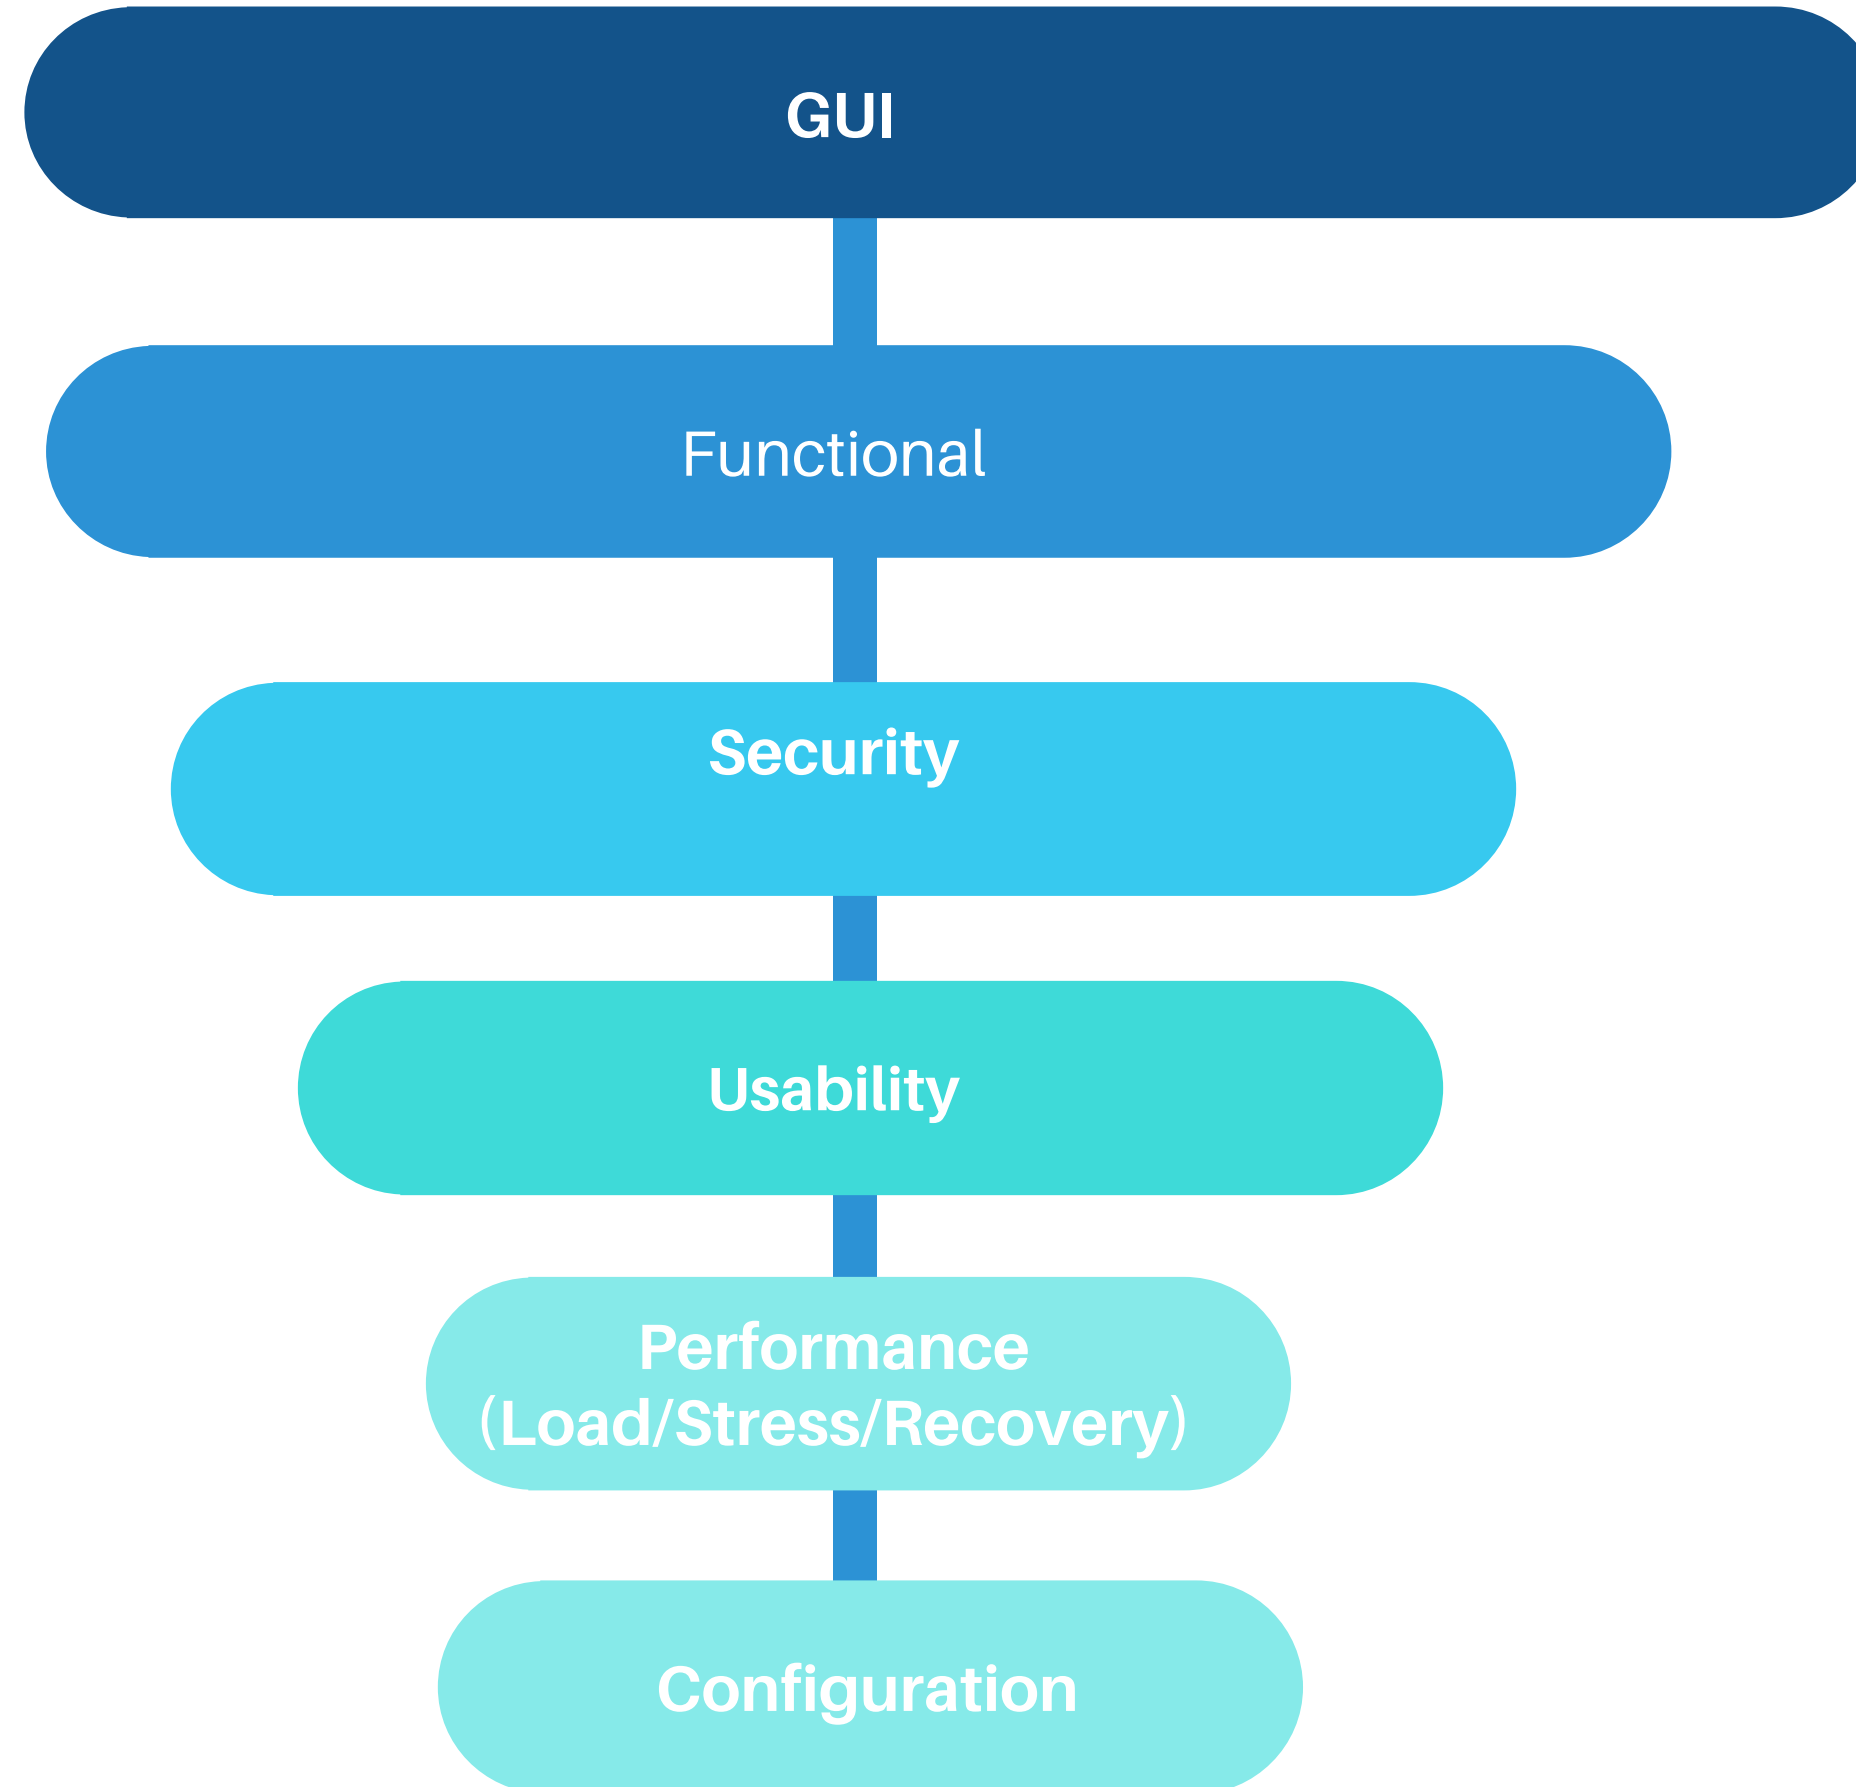 GUI
Functional
Security
Usability
Performance
(Load/Stress/Recovery)
Configuration